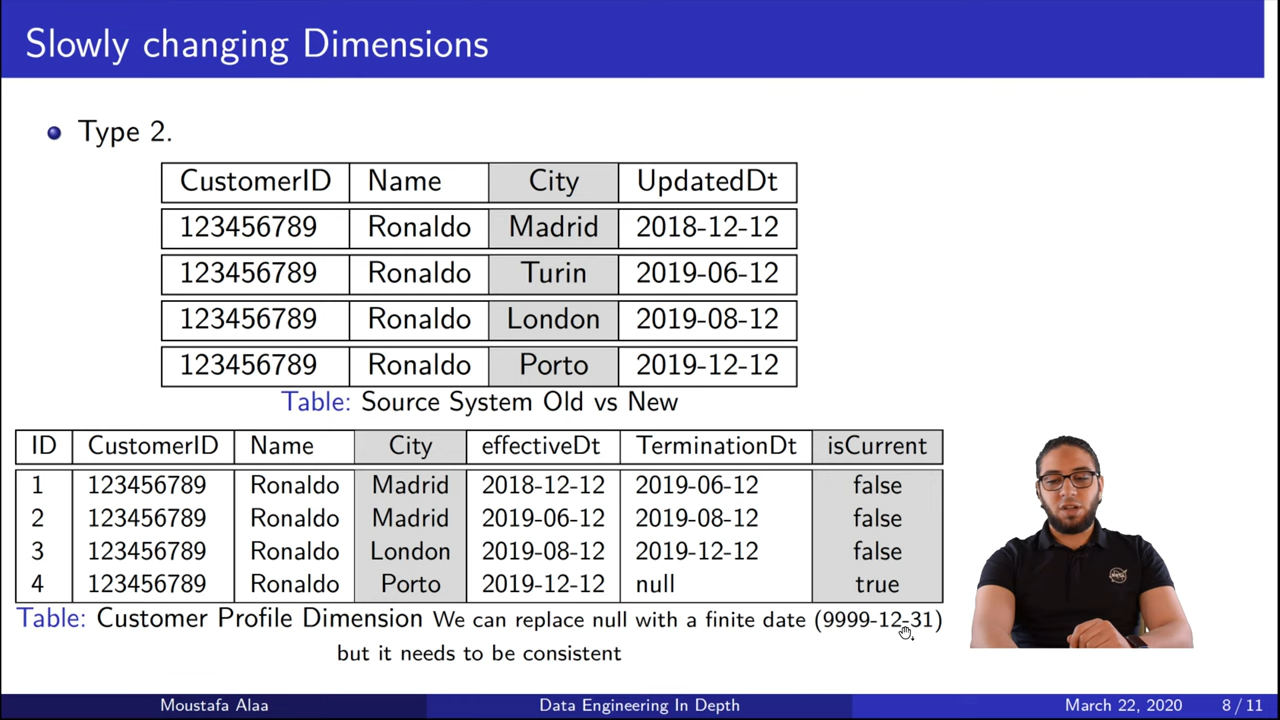 Slowly changing Dimensions
Type 2.
CustomerID Name City UpdatedDt
123456789 Ronaldo Madrid 2018-12-12
123456789 Ronaldo Turin 2019-06-12
123456789 Ronaldo London 2019-08-12
123456789 Ronaldo Porto 2019-12-12
Table: Source System Old vs New
ID CustomerID Name City effectiveDt TerminationDt isCurrent
1 123456789 Ronaldo Madrid 2018-12-12 2019-06-12 false
2 123456789 Ronaldo Madrid 2019-06-12 2019-08-12 false
3 123456789 Ronaldo London 2019-08-12 2019-12-12 false
4 123456789 Ronaldo Porto 2019-12-12 null true
Table: Customer Profile Dimension We can replace null with a finite date (9999-12-31)
but it needs to be consistent
Moustafa Alaa Data Engineering In Depth March 22, 2020 8 / 11